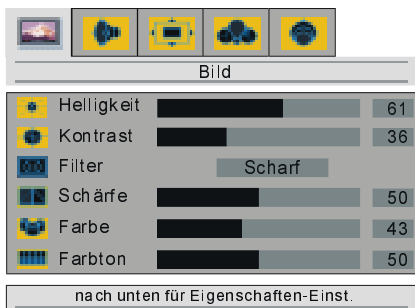 Bild
Helligkeit 61
Kontrast 36
Filter Scharf
Schärfe 50
Farbe 43
Farbton 50
nach unten für Eigenschaften-Einst.